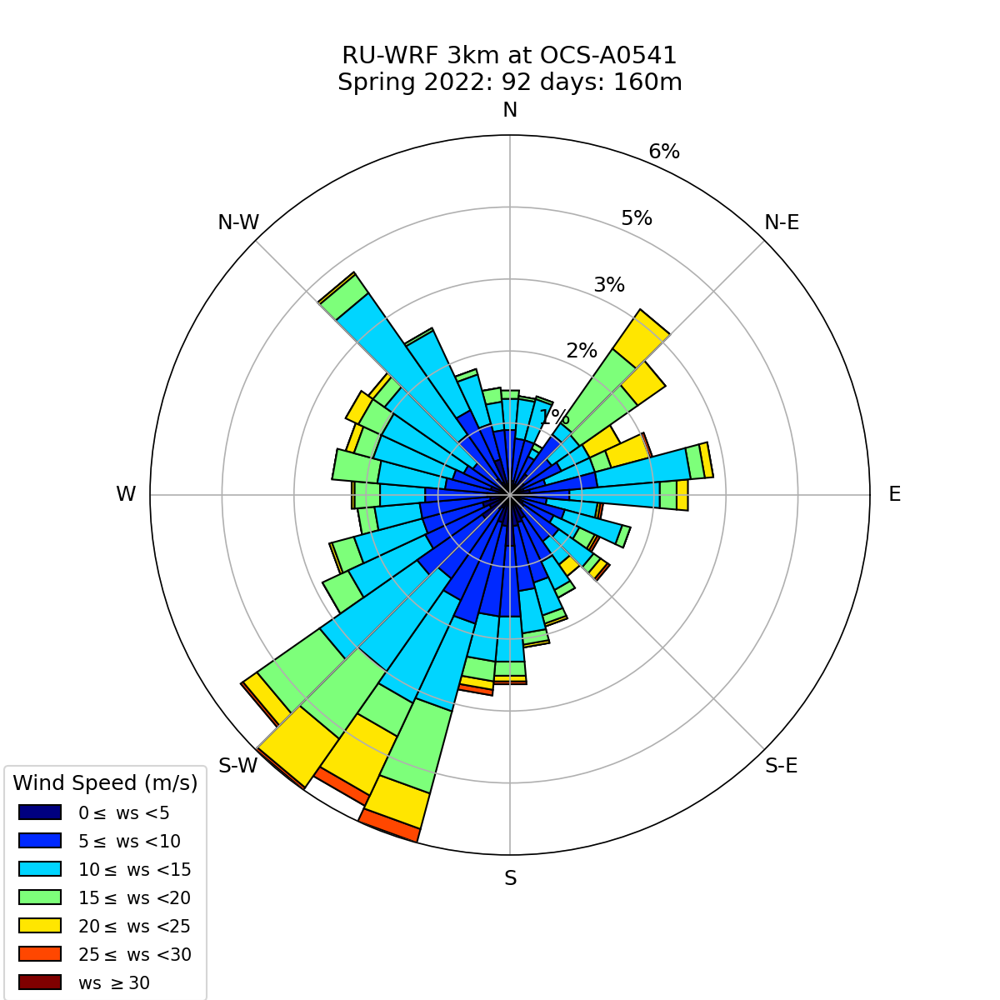 RU-WRF 3km at OCS-A0541
Spring 2022: 92 days: 160m
N
6%
5%
N-W
N-E
3%
2%
1%
W
E
S-W
S-E
S
Wind Speed (m/s)
0≤ ws <5
5≤ ws <10
10≤ ws <15
15≤ ws <20
20≤ ws <25
25≤ ws <30
ws ≥30